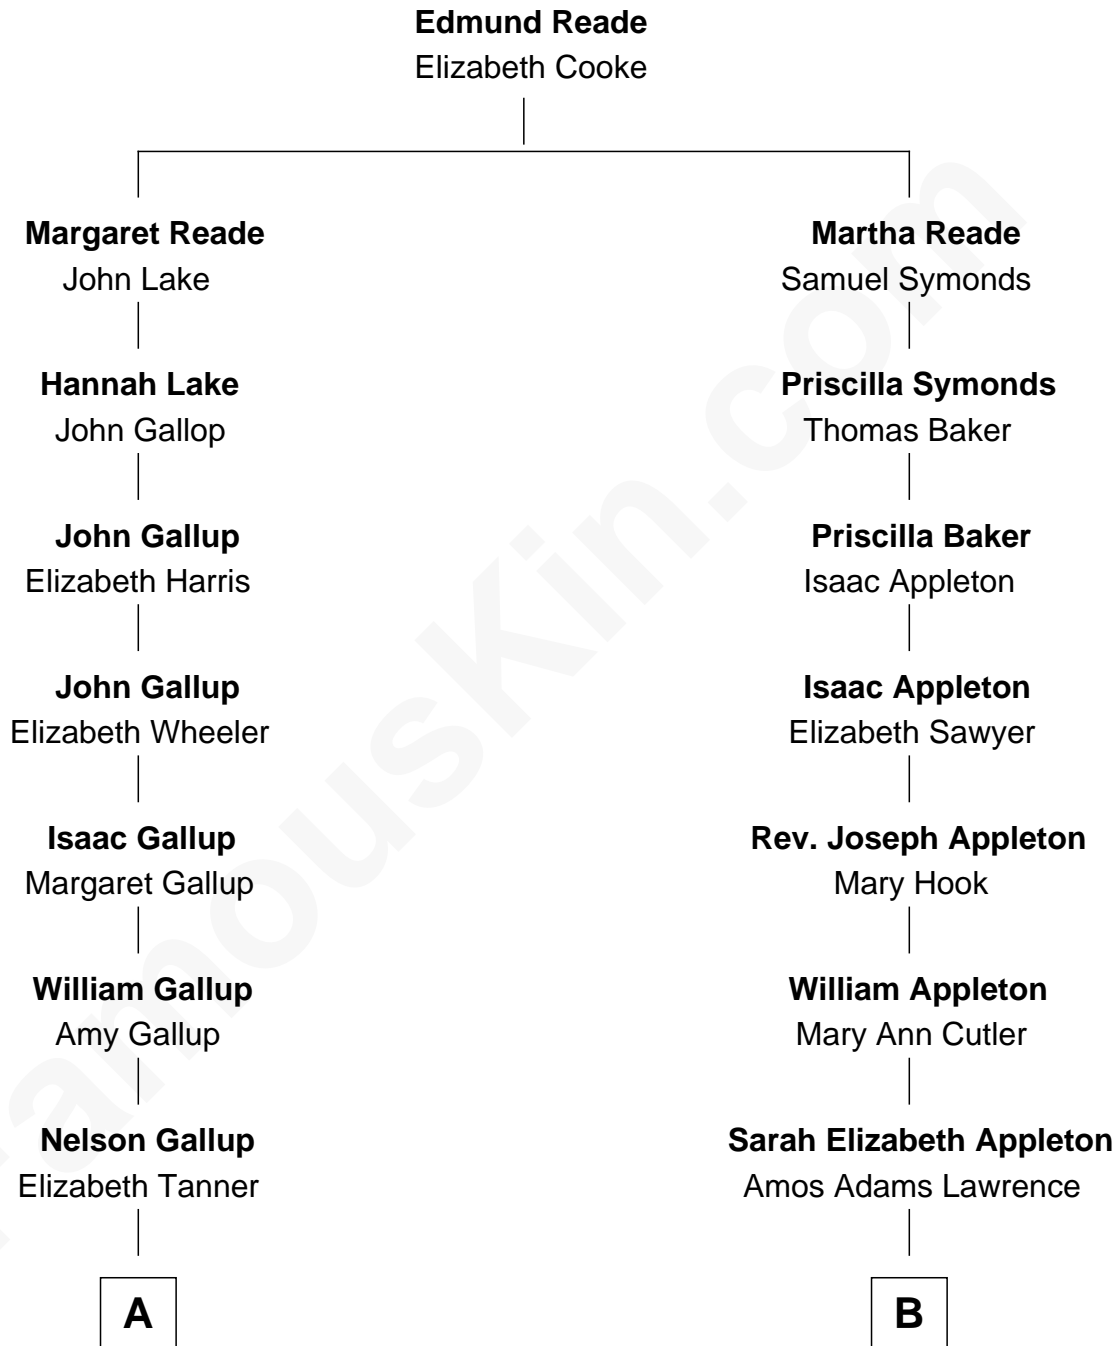 Edmund Reade
Elizabeth Cooke
Margaret Reade
John Lake
Martha Reade
Samuel Symonds
Hannah Lake
John Gallop
Priscilla Symonds
Thomas Baker
John Gallup
Elizabeth Harris
Priscilla Baker
Isaac Appleton
John Gallup
Elizabeth Wheeler
Isaac Appleton
Elizabeth Sawyer
Isaac Gallup
Margaret Gallup
Rev. Joseph Appleton
Mary Hook
William Gallup
Amy Gallup
William Appleton
Mary Ann Cutler
Nelson Gallup
Elizabeth Tanner
Sarah Elizabeth Appleton
Amos Adams Lawrence
A
B
FamousKin.com